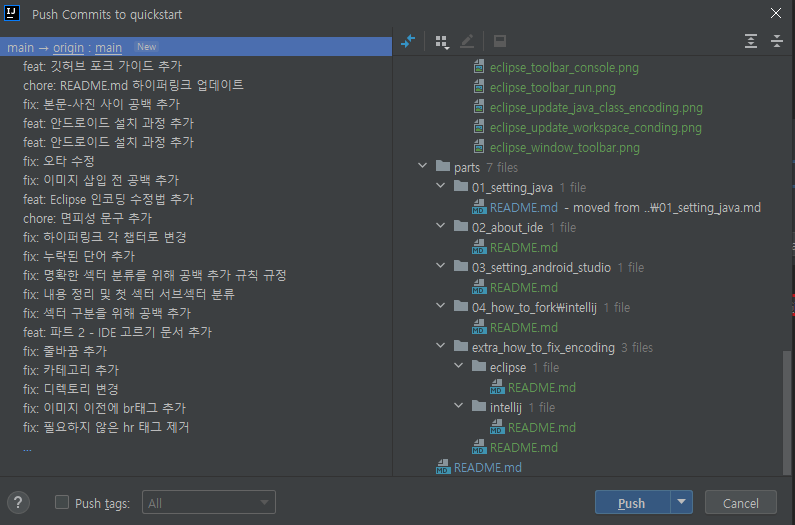 IJ Push Commits to quickstart
main → origin : main New
feat: 깃허브 포크 가이드 추가
chore: README.md 하이퍼링크 업데이트
fix: 본문-사진 사이 공백 추가
feat: 안드로이드 설치 과정 추가
feat: 안드로이드 설치 과정 추가
fix: 오타 수정
fix: 이미지 삽입 전 공백 추가
feat: Eclipse 인코딩 수정법 추가
chore: 면피성 문구 추가
fix: 하이퍼링크 각 챕터로 변경
fix: 누락된 단어 추가
fix: 명확한 섹터 분류를 위해 공백 추가 규칙 규정
fix: 내용 정리 및 첫 섹터 서브섹터 분류
fix: 섹터 구분을 위해 공백 추가
feat: 파트 2 - IDE 고르기 문서 추가
fix: 줄바꿈 추가
fix: 카테고리 추가
fix: 디렉토리 변경
fix: 이미지 이전에 br태그 추가
fix: 필요하지 않은 hr 태그 제거
...
eclipse_toolbar_console.png
eclipse_toolbar_run.png
eclipse_update_java_class_encoding.png
eclipse_update_workspace_conding.png
eclipse_window_toolbar.png
parts 7 files
01_setting_java 1 file
MD README.md - moved from ..₩01_setting_java.md
02_about_ide 1 file
MD README.md
03_setting_android_studio 1 file
MD README.md
04_how_to_fork₩intellij 1 file
MD README.md
extra_how_to_fix_encoding 3 files
eclipse 1 file
MD README.md
intellij 1 file
MD README.md
MD README.md
MD README.md
? Push tags: All Push Cancel